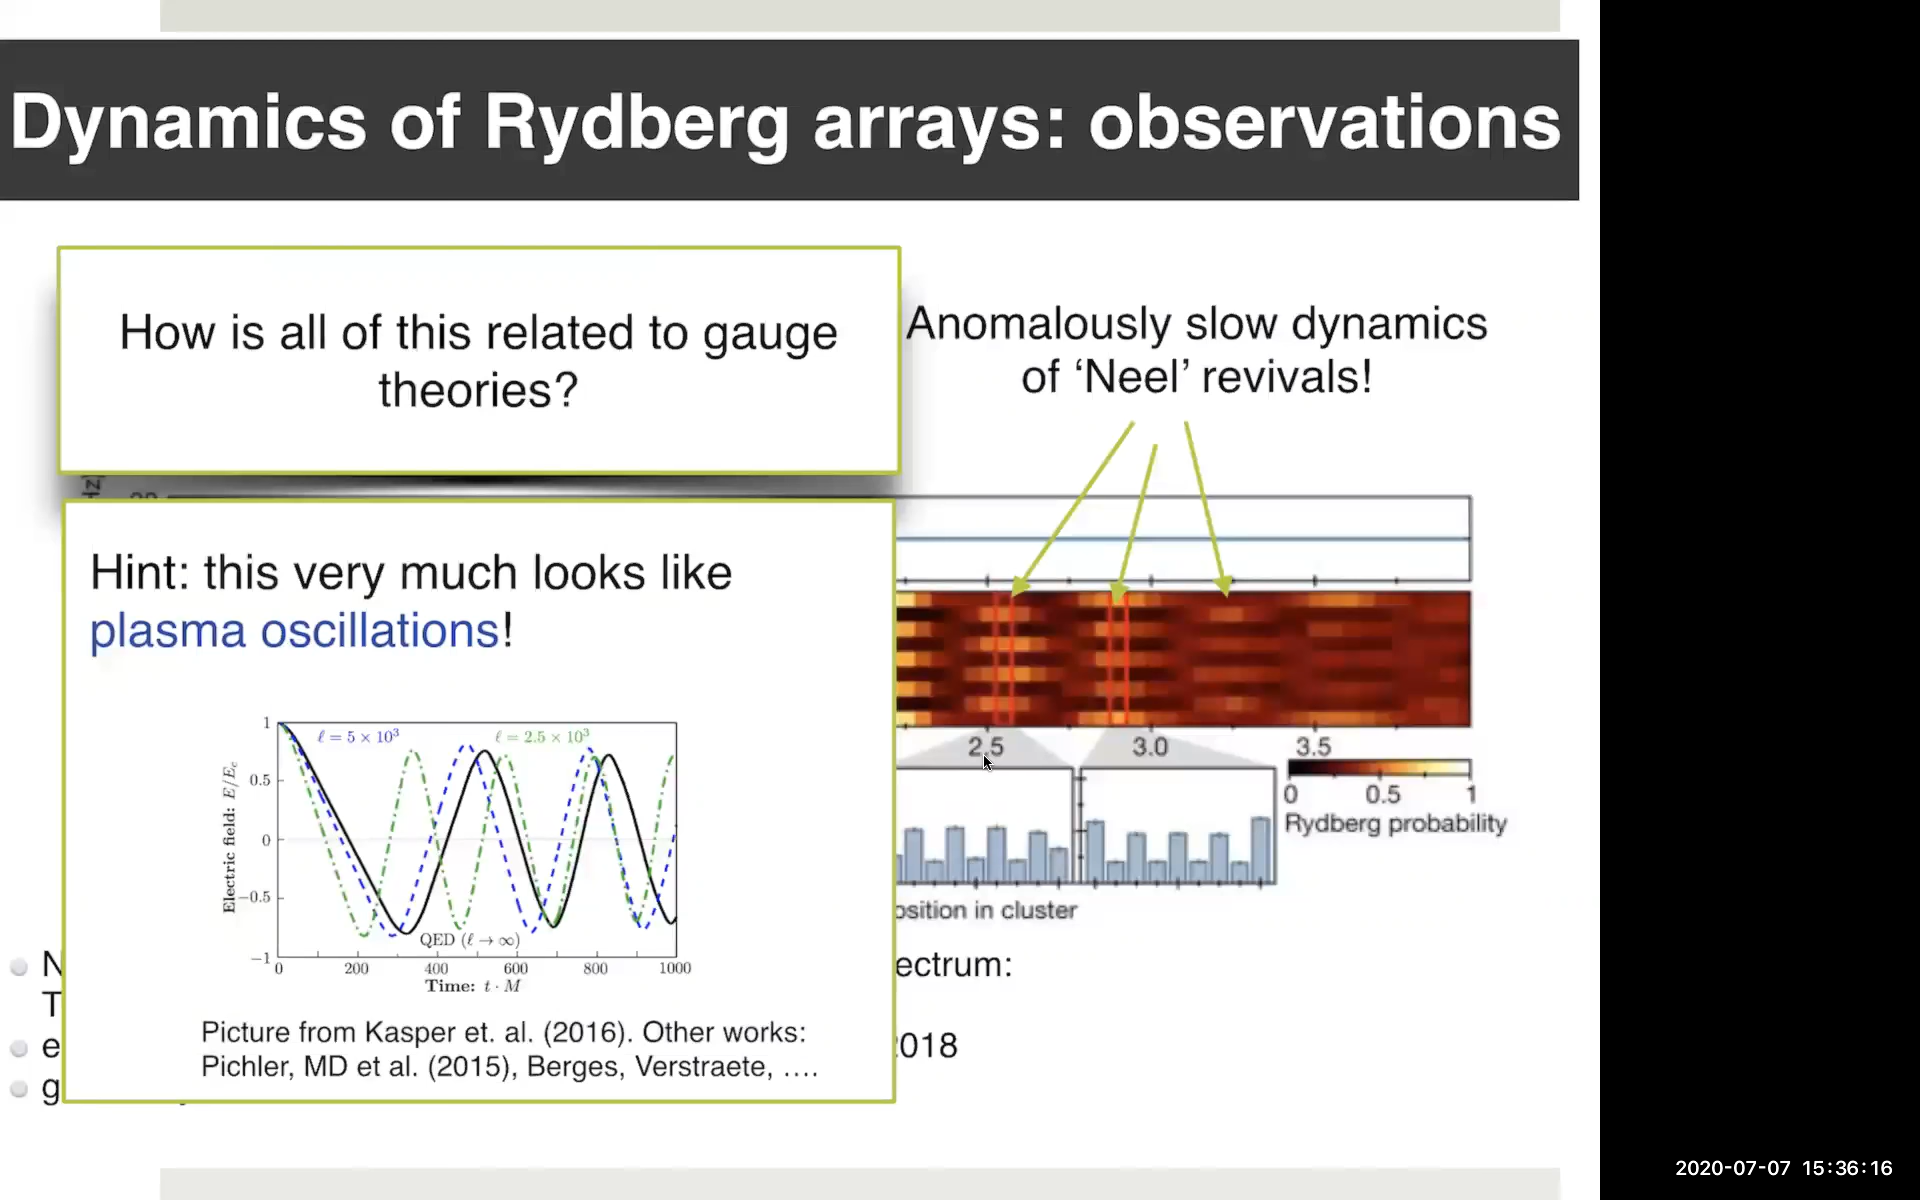 Dynamics of Rydberg arrays: observations
How is all of this related to gauge
theories?
Anomalously slow dynamics
of ‘Neel’ revivals!
Hint: this very much looks like
plasma oscillations!
1
0.5
0
−0.5
−1
Electric field: E/E_c
ℓ = 5 × 10³
ℓ = 2.5 × 10³
QED (ℓ → ∞)
0 200 400 600 800 1000
Time: t · M
Picture from Kasper et. al. (2016). Other works:
Pichler, MD et al. (2015), Berges, Verstraete, ....
2.5 3.0 3.5
0 0.5 1
Rydberg probability
osition in cluster
N
ectrum:
T
e
2018
g
2020-07-07 15:36:16